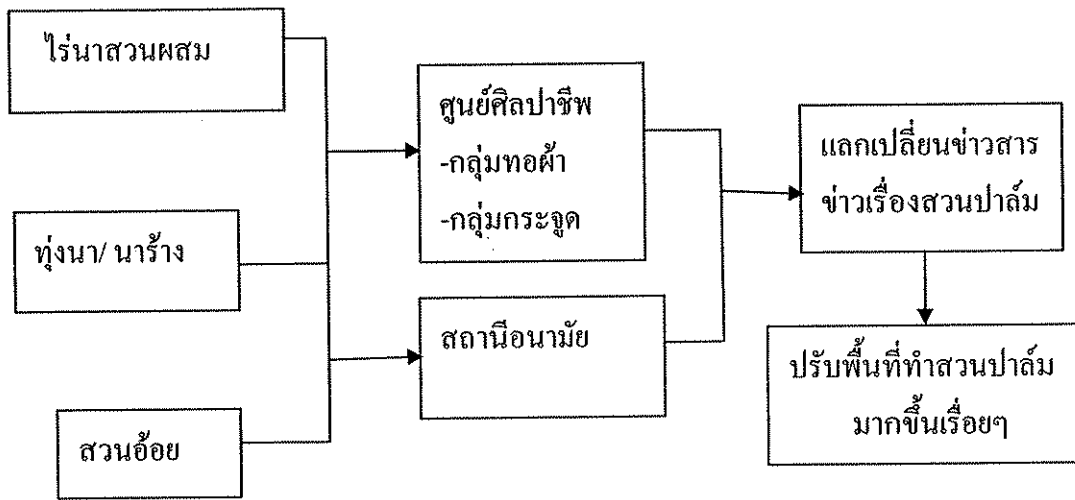 ไร่นาสวนผสม
ทุ่งนา/ นาร้าง
สวนอ้อย
ศูนย์ศิลปาชีพ
-กลุ่มทอผ้า
-กลุ่มกระจูด
สถานีอนามัย
แลกเปลี่ยนข่าวสาร
ข่าวเรื่องสวนปาล์ม
ปรับพื้นที่ทำสวนปาล์ม
มากขึ้นเรื่อยๆ